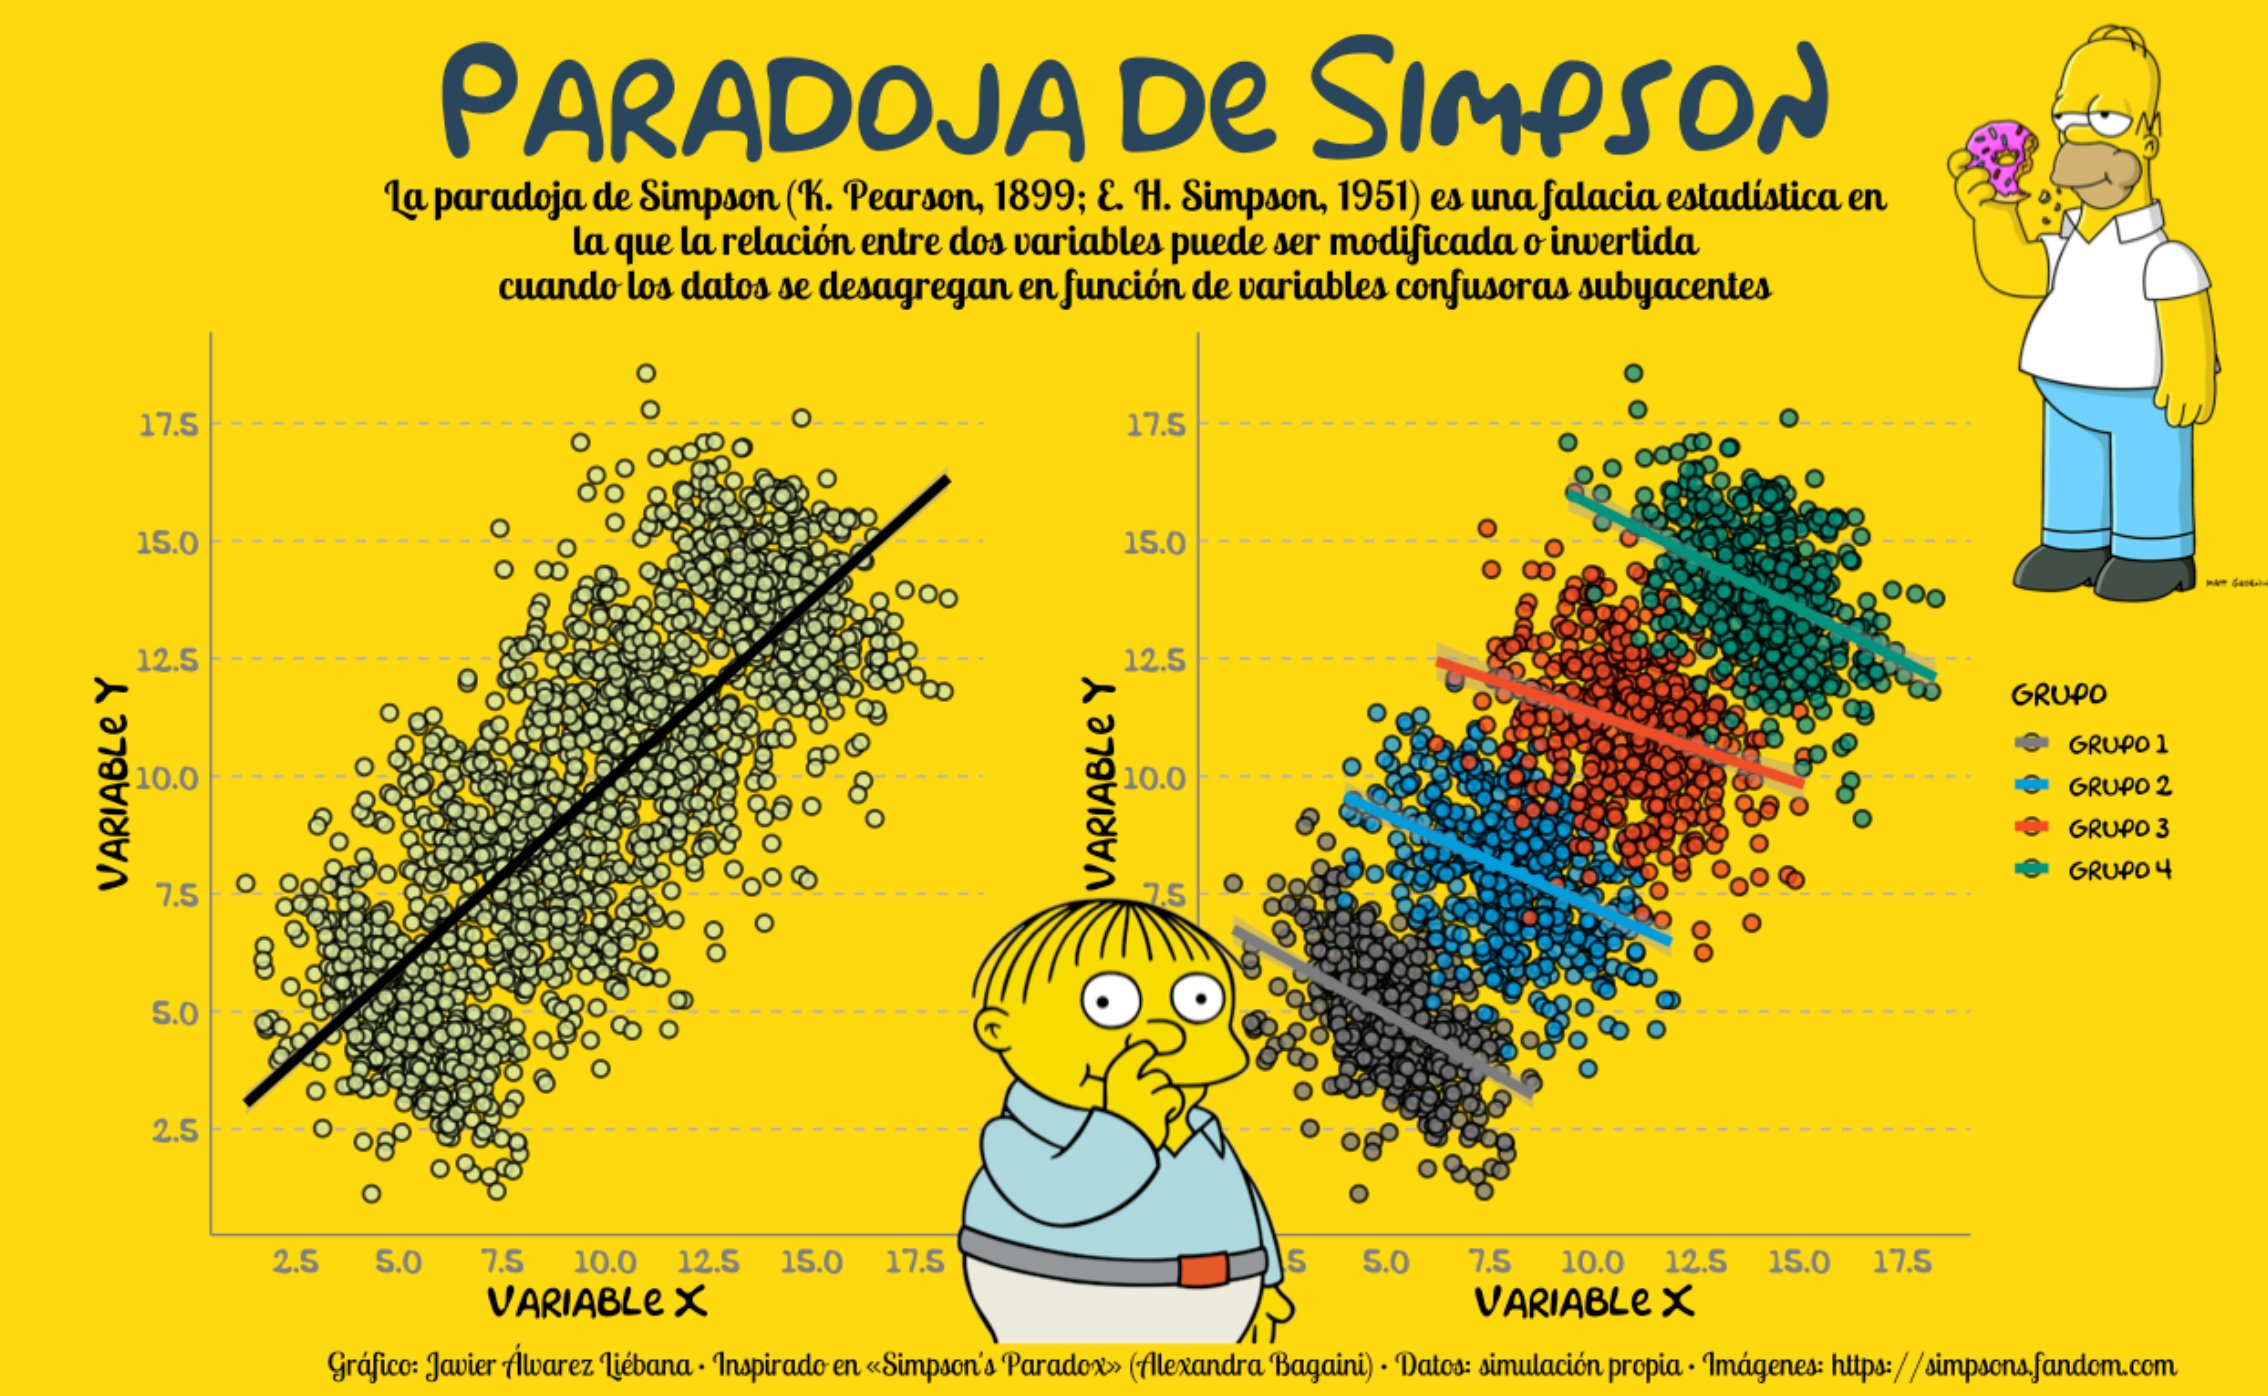 PARADOJA DE SIMPSON
La paradoja de Simpson (K. Pearson, 1899; E. H. Simpson, 1951) es una falacia estadística en
la que la relación entre dos variables puede ser modificada o invertida
cuando los datos se desagregan en función de variables confusoras subyacentes
MATT
VARIABLE Y
17.5
15.0
12.5
10.0
7.5
5.0
2.5
2.5 5.0 7.5 10.0 12.5 15.0 17.5
VARIABLE X
VARIABLE Y
17.5
15.0
12.5
10.0
7.5
5.0 7.5 10.0 12.5 15.0 17.5
VARIABLE X
GRUPO
GRUPO 1
GRUPO 2
GRUPO 3
GRUPO 4
Gráfico: Javier Álvarez Liébana · Inspirado en «Simpson's Paradox» (Alexandra Bagaini) · Datos: simulación propia · Imágenes: https://simpsons.fandom.com